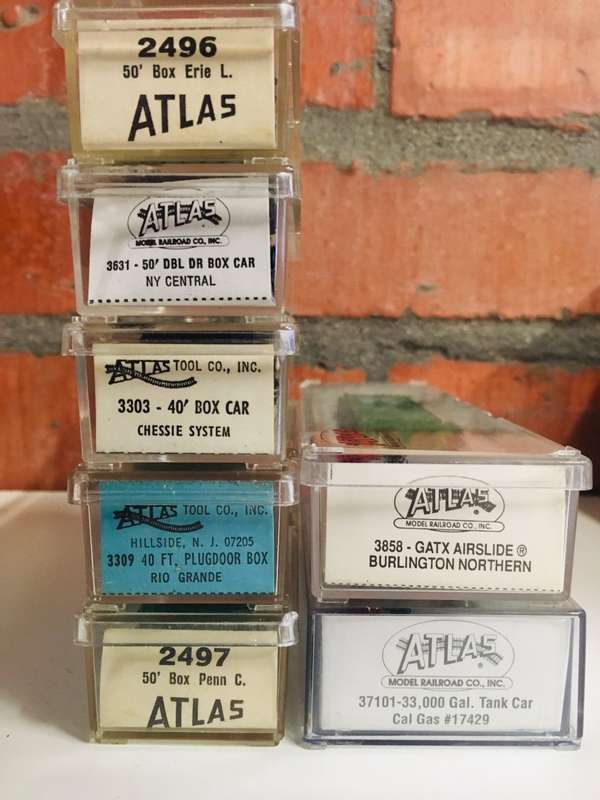 2496
50' Box Erie L.
ATLAS
ATLAS
MODEL RAILROAD CO., INC.
3631 - 50' DBL DR BOX CAR
NY CENTRAL
ATLAS TOOL CO., INC.
3303 - 40' BOX CAR
CHESSIE SYSTEM
ATLAS TOOL CO., INC.
HILLSIDE, N. J. 07205
3309 40 FT. PLUGDOOR BOX
RIO GRANDE
2497
50' Box Penn C.
ATLAS
ATLAS
MODEL RAILROAD CO., INC.
3858 - GATX AIRSLIDE ®
BURLINGTON NORTHERN
ATLAS
MODEL RAILROAD CO., INC.
37101-33,000 Gal. Tank Car
Cal Gas #17429